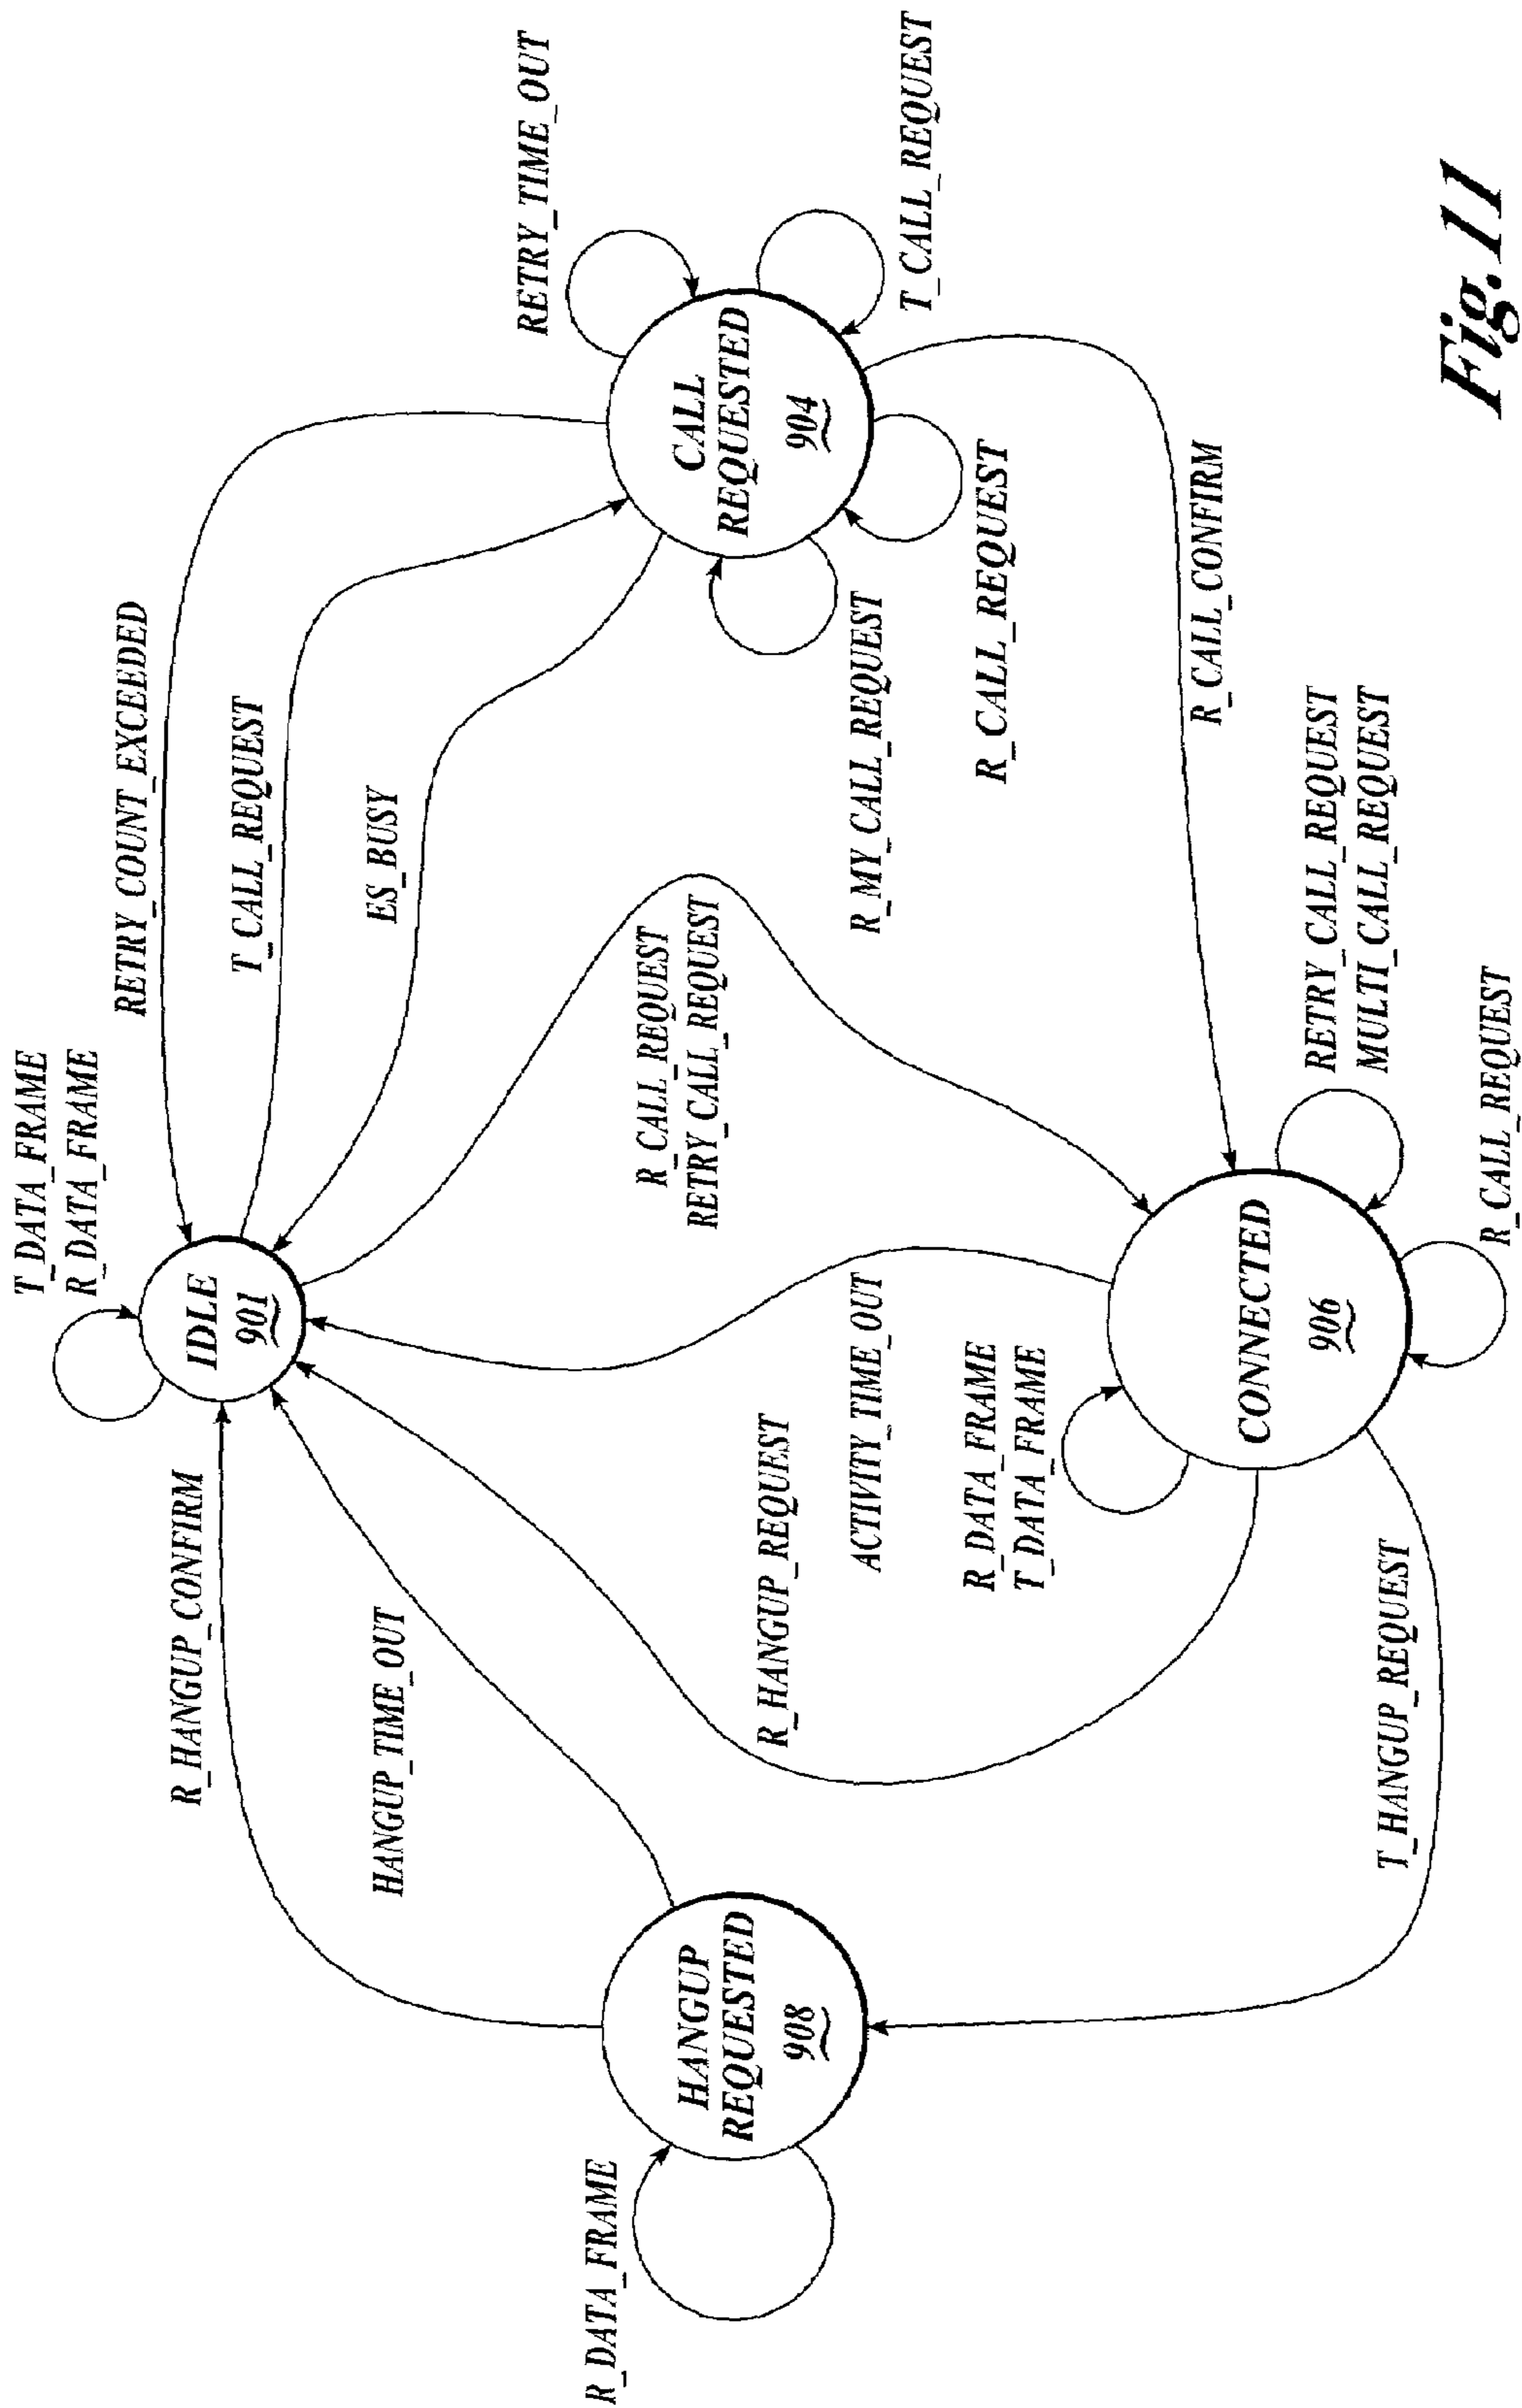 T_DATA_FRAME
R_DATA_FRAME
IDLE
901
R_HANGUP_CONFIRM
RETRY_COUNT_EXCEEDED
T_CALL_REQUEST
HANGUP_TIME_OUT
ES_BUSY
RETRY_TIME_OUT
R_DATA_FRAME
HANGUP
REQUESTED
908
R_CALL_REQUEST
RETRY_CALL_REQUEST
CALL
REQUESTED
904
R_HANGUP_REQUEST
ACTIVITY_TIME_OUT
R_MY_CALL_REQUEST
T_CALL_REQUEST
R_DATA_FRAME
T_DATA_FRAME
R_CALL_REQUEST
CONNECTED
906
R_CALL_CONFIRM
T_HANGUP_REQUEST
RETRY_CALL_REQUEST
MULTI_CALL_REQUEST
R_CALL_REQUEST
Fig.11